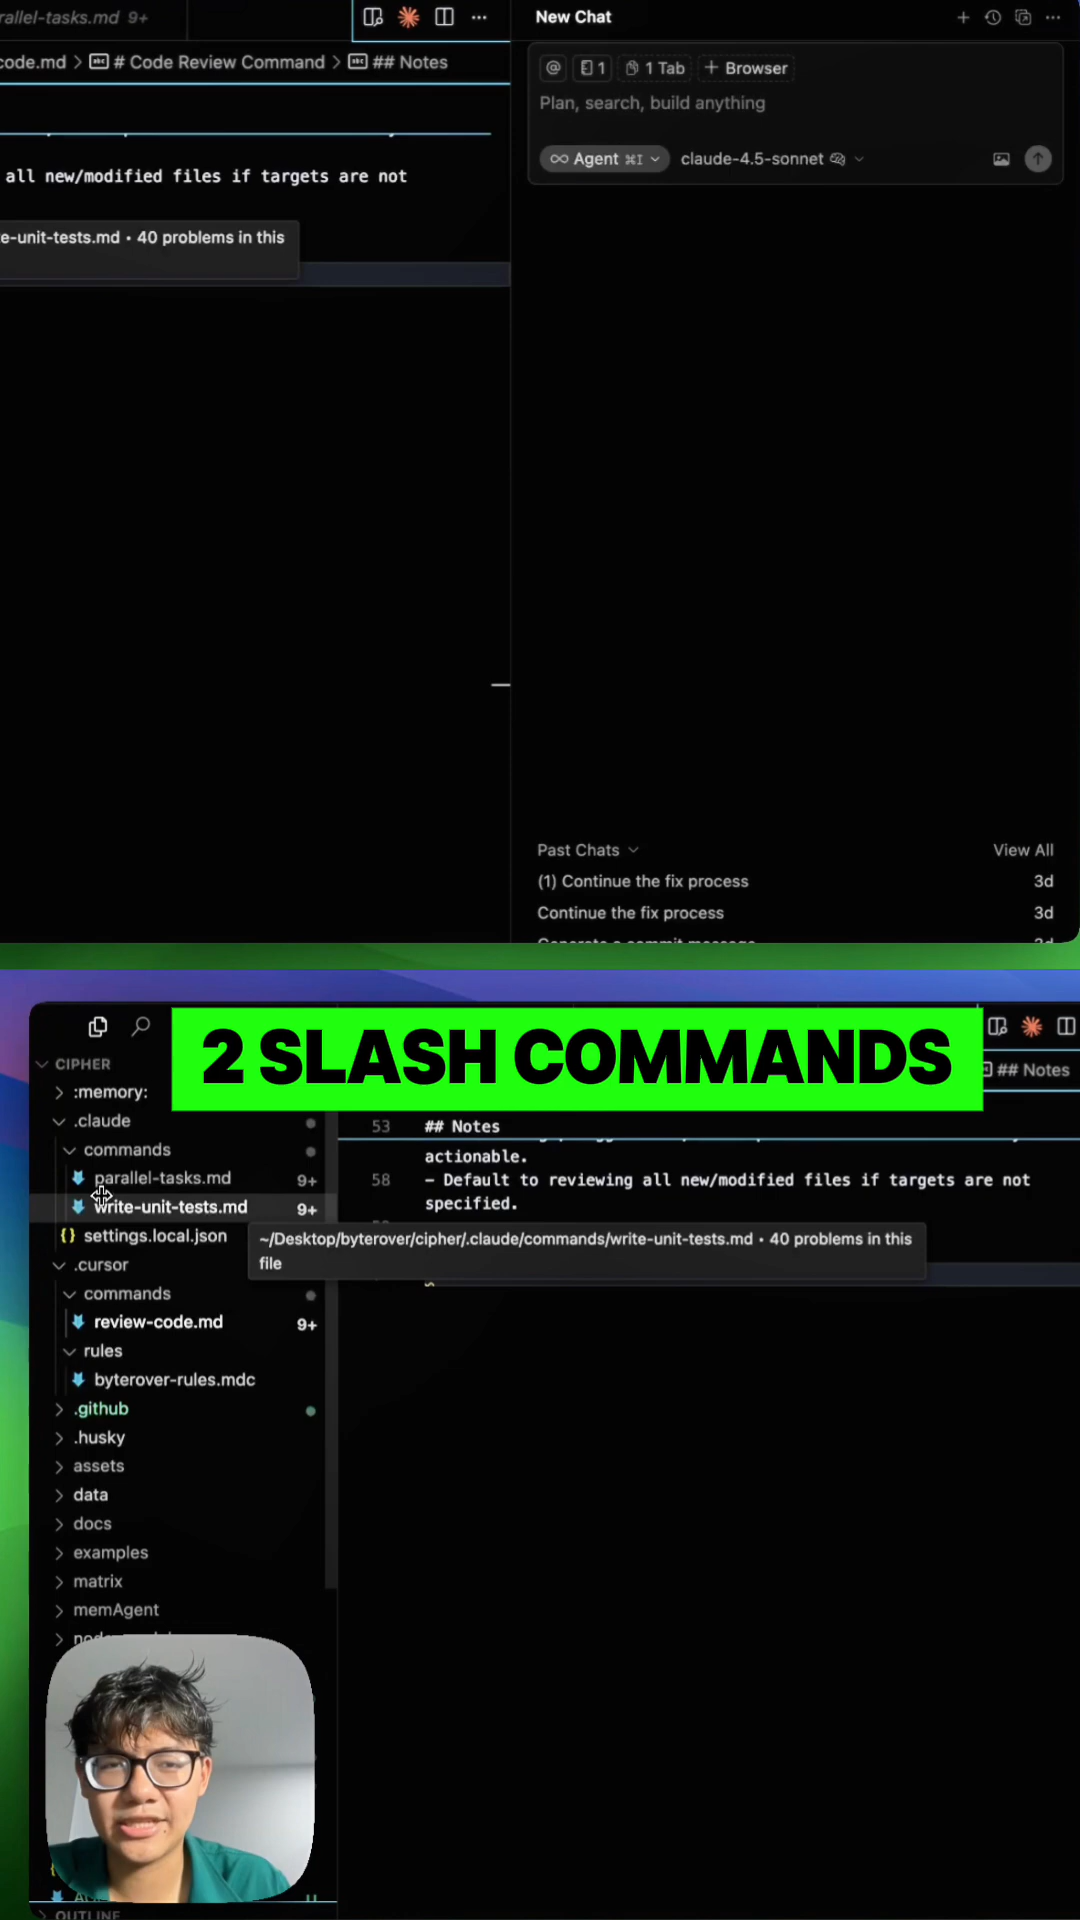 rallel-tasks.md 9+
New Chat
code.md > # Code Review Command > ## Notes
@ 1 1 Tab + Browser
Plan, search, build anything
∞ Agent ⌘I claude-4.5-sonnet
all new/modified files if targets are not
e-unit-tests.md • 40 problems in this
Past Chats View All
(1) Continue the fix process 3d
Continue the fix process 3d
Generate a commit message 3d
2 SLASH COMMANDS
CIPHER
## Notes
:memory:
.claude
53 ## Notes
commands
actionable.
parallel-tasks.md 9+
58 - Default to reviewing all new/modified files if targets are not
specified.
write-unit-tests.md 9+
settings.local.json
~/Desktop/byterover/cipher/.claude/commands/write-unit-tests.md • 40 problems in this
file
.cursor
commands
review-code.md 9+
rules
byterover-rules.mdc
.github
.husky
assets
data
docs
examples
matrix
memAgent
OUTLINE